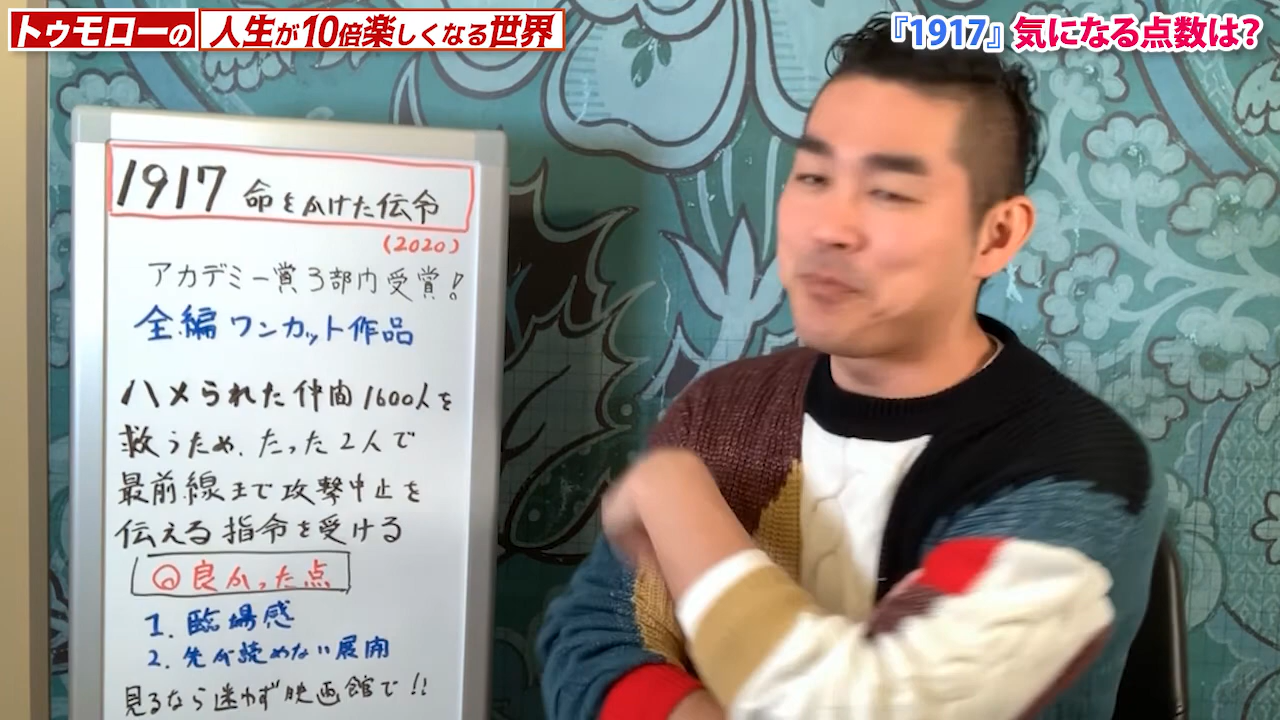 トゥモローの 人生が10倍楽しくなる世界
『1917』気になる点数は?
1917 命をかけた伝令
(2020)
アカデミー賞3部門受賞!
全編ワンカット作品
ハメられた仲間1600人を
救うため、たった2人で
最前線まで攻撃中止を
伝える指令を受ける
◎良かった点
1. 臨場感
2. 先が読めない展開
見るなら迷わず映画館で!!